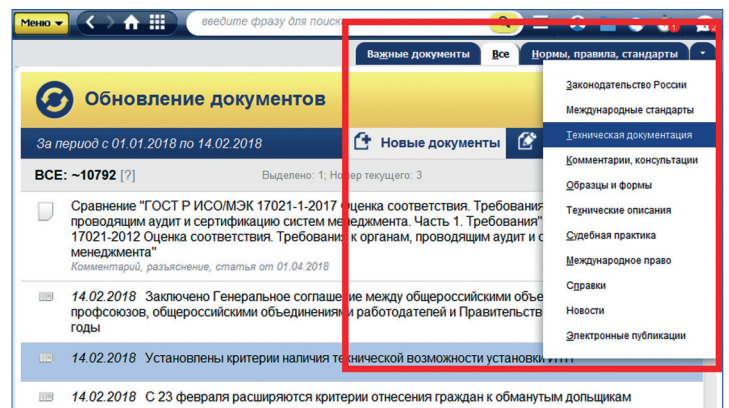 Меню
введите фразу для поиска
1
2
Важные документы Все Нормы, правила, стандарты
Обновление документов
За период с 01.01.2018 по 14.02.2018
Новые документы
ВСЕ: ~10792 [?]
Выделено: 1; Номер текущего: 3
Сравнение "ГОСТ Р ИСО/МЭК 17021-1-2017 Оценка соответствия. Требования
проводящим аудит и сертификацию систем менеджмента. Часть 1. Требования"
17021-2012 Оценка соответствия. Требования к органам, проводящим аудит и с
менеджмента"
Комментарий, разъяснение, статья от 01.04.2018
14.02.2018 Заключено Генеральное соглашение между общероссийскими объе
профсоюзов, общероссийскими объединениями работодателей и Правительств
годы
14.02.2018 Установлены критерии наличия технической возможности установки ИПУ
14.02.2018 С 23 февраля расширяются критерии отнесения граждан к обманутым дольщикам
Законодательство России
Международные стандарты
Техническая документация
Комментарии, консультации
Образцы и формы
Технические описания
Судебная практика
Международное право
Справки
Новости
Электронные публикации